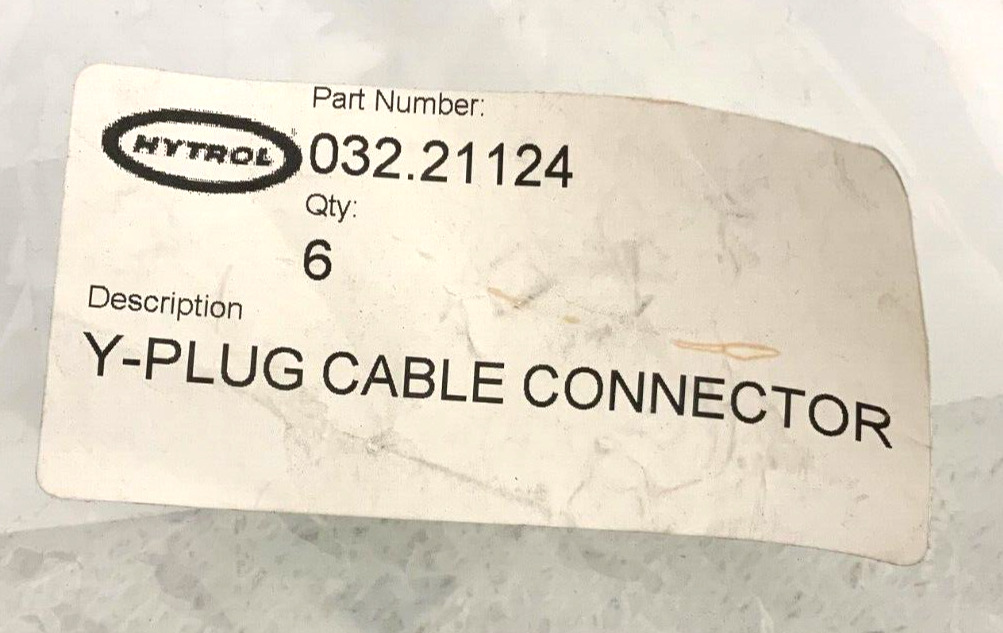 Part Number:
HYTROL 032.21124
Qty:
6
Description
Y-PLUG CABLE CONNECTOR